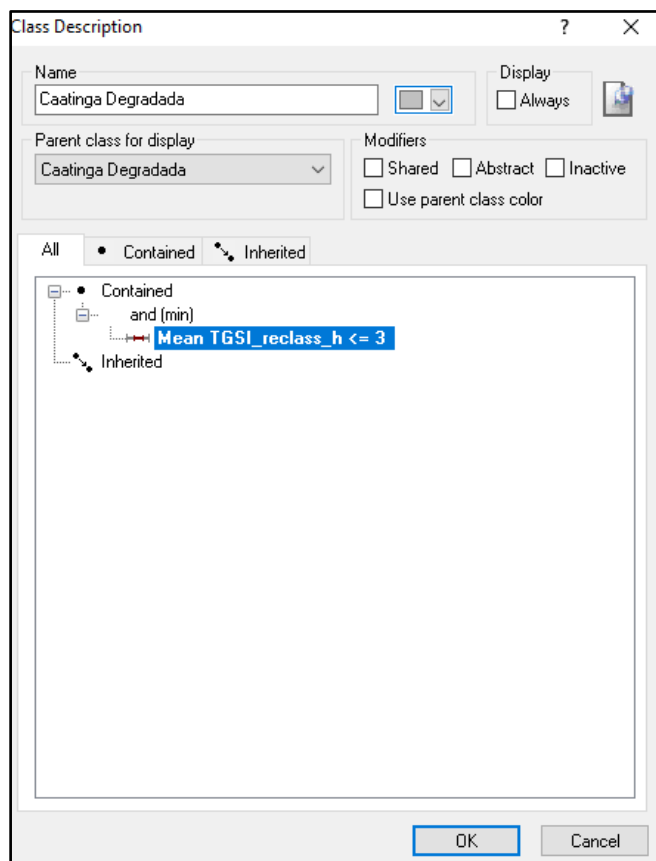 Class Description ?
Name
Display
Caatinga Degradada
Always
Parent class for display
Modifiers
Caatinga Degradada
Shared Abstract Inactive
Use parent class color
All Contained Inherited
Contained
and (min)
Mean TGSI_reclass_h <= 3
Inherited
OK Cancel